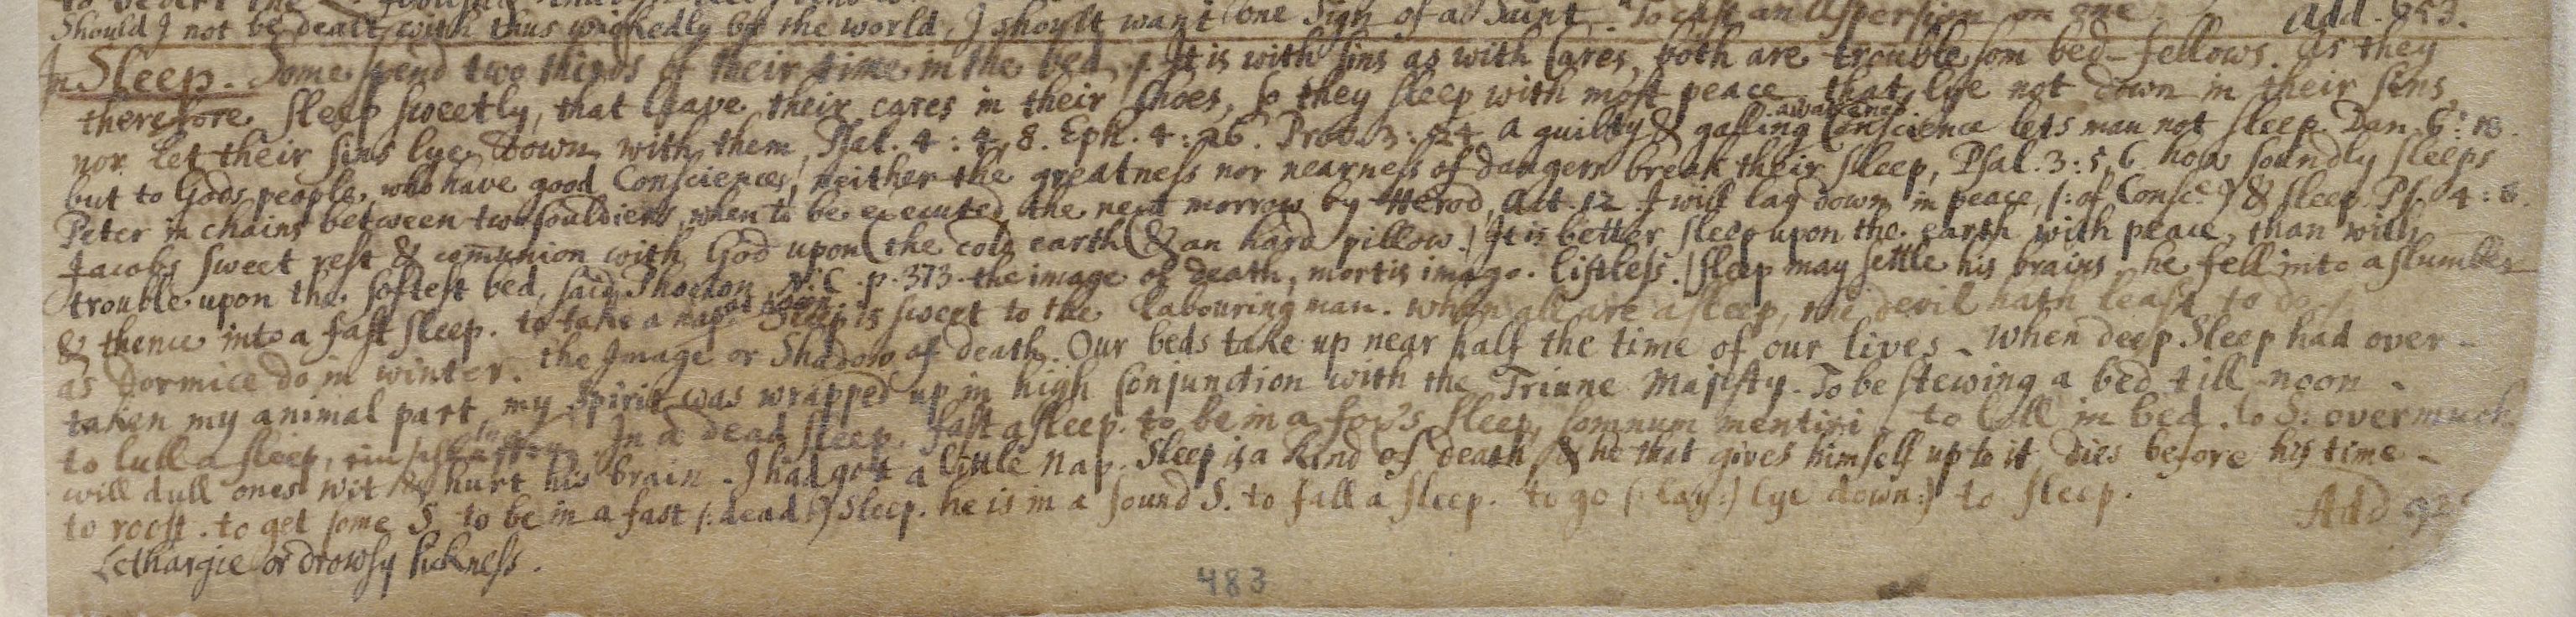 Should I not be dealt with thus wickedly by the world, I should want one Sign of a Saint. To cast an Aspersion on one Add. 653.
In Sleep. Some spend two thirds of their time in the bed. It is with sins as with Cares, both are troublesom bed-fellows. As they
therefore sleep sweetly, that leave their cares in their shoes, so they sleep with most peace that lye not down in their sins
nor let their sins lye down with them, Psal. 4:4,8. Eph. 4:26. Prov. 3:24. A guilty & galling awakened Conscience lets man not sleep. Dan. 6:18.
but to Gods people, who have good Consciences, neither the greatness nor nearness of dangers break their sleep, Psal. 3:5,6 how soundly sleeps
Peter in chains between two souldiers, when to be executed the next morrow by Herod, Act. 12. I will lay down in peace, (: of Consc.e) & sleep. Ps. 4:8.
Jacobs sweet rest & comunion with God upon the cold earth & an hard pillow. It is better sleep upon the earth with peace, than with
trouble upon the softest bed, said Phocion, N.C. p. 373. the image of death, mortis imago. listless. Sleep may settle his brains. he fell into a slumber
& thence into a fast sleep. to take a nap at noon. Sleep is sweet to the labouring man. when all are asleep, the devil hath least to do
as dormice do in winter. the Image or Shadow of death. Our beds take up near half the time of our lives. When deep Sleep had over-
taken my animal part, my Spirit was wrapped up in high conjunction with the Triune Majesty. To be stewing a bed till noon.
to lull a sleep, In a dead sleep. fast asleep. to be in a fox's sleep, somnum mentiri. to loll in bed. to S. overmuch
will dull ones wit & hurt his brain. I had got a little nap. Sleep is a kind of death, & he that gives himself up to it dies before his time.
to roost. to get some S. to be in a fast (: dead :) sleep. he is in a sound S. to fall a sleep. to go (: lay :) lye down :) to sleep.
Lethargie or drowsy sickness. Add
483